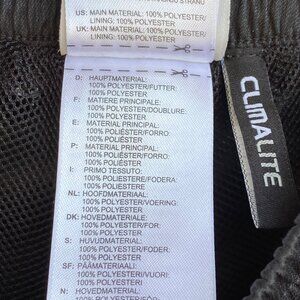 US: MAIN MATERIAL: 100% POLYESTER/
LINING: 100% POLYESTER
UK: MAIN MATERIAL: 100% POLYESTER/
LINING: 100% POLYESTER
D: HAUPTMATERIAL:
100% POLYESTER/FUTTER:
100% POLYESTER
F: MATIERE PRINCIPALE:
100% POLYESTER/DOUBLURE:
100% POLYESTER
E: MATERIAL PRINCIPAL:
100% POLIÉSTER/FORRO:
100% POLIÉSTER
P: MATERIAL PRINCIPAL:
100% POLIÉSTER/FORRO:
100% POLIÉSTER
I: PRIMO TESSUTO:
100% POLIESTERE/FODERA:
100% POLIESTERE
NL: HOOFDMATERIAAL:
100% POLYESTER/VOERING:
100% POLYESTER
DK: HOVEDMATERIALE:
100% POLYESTER/FOR:
100% POLYESTER
S: HUVUDMATERIAL:
100% POLYESTER/FODER:
100% POLYESTER
SF: PÄÄMATERIAALI:
100% POLYESTERI/VUORI:
100% POLYESTERI
N: HOVEDMATERIAL:
100% POLYESTER/FÔR:
CLIMALITE